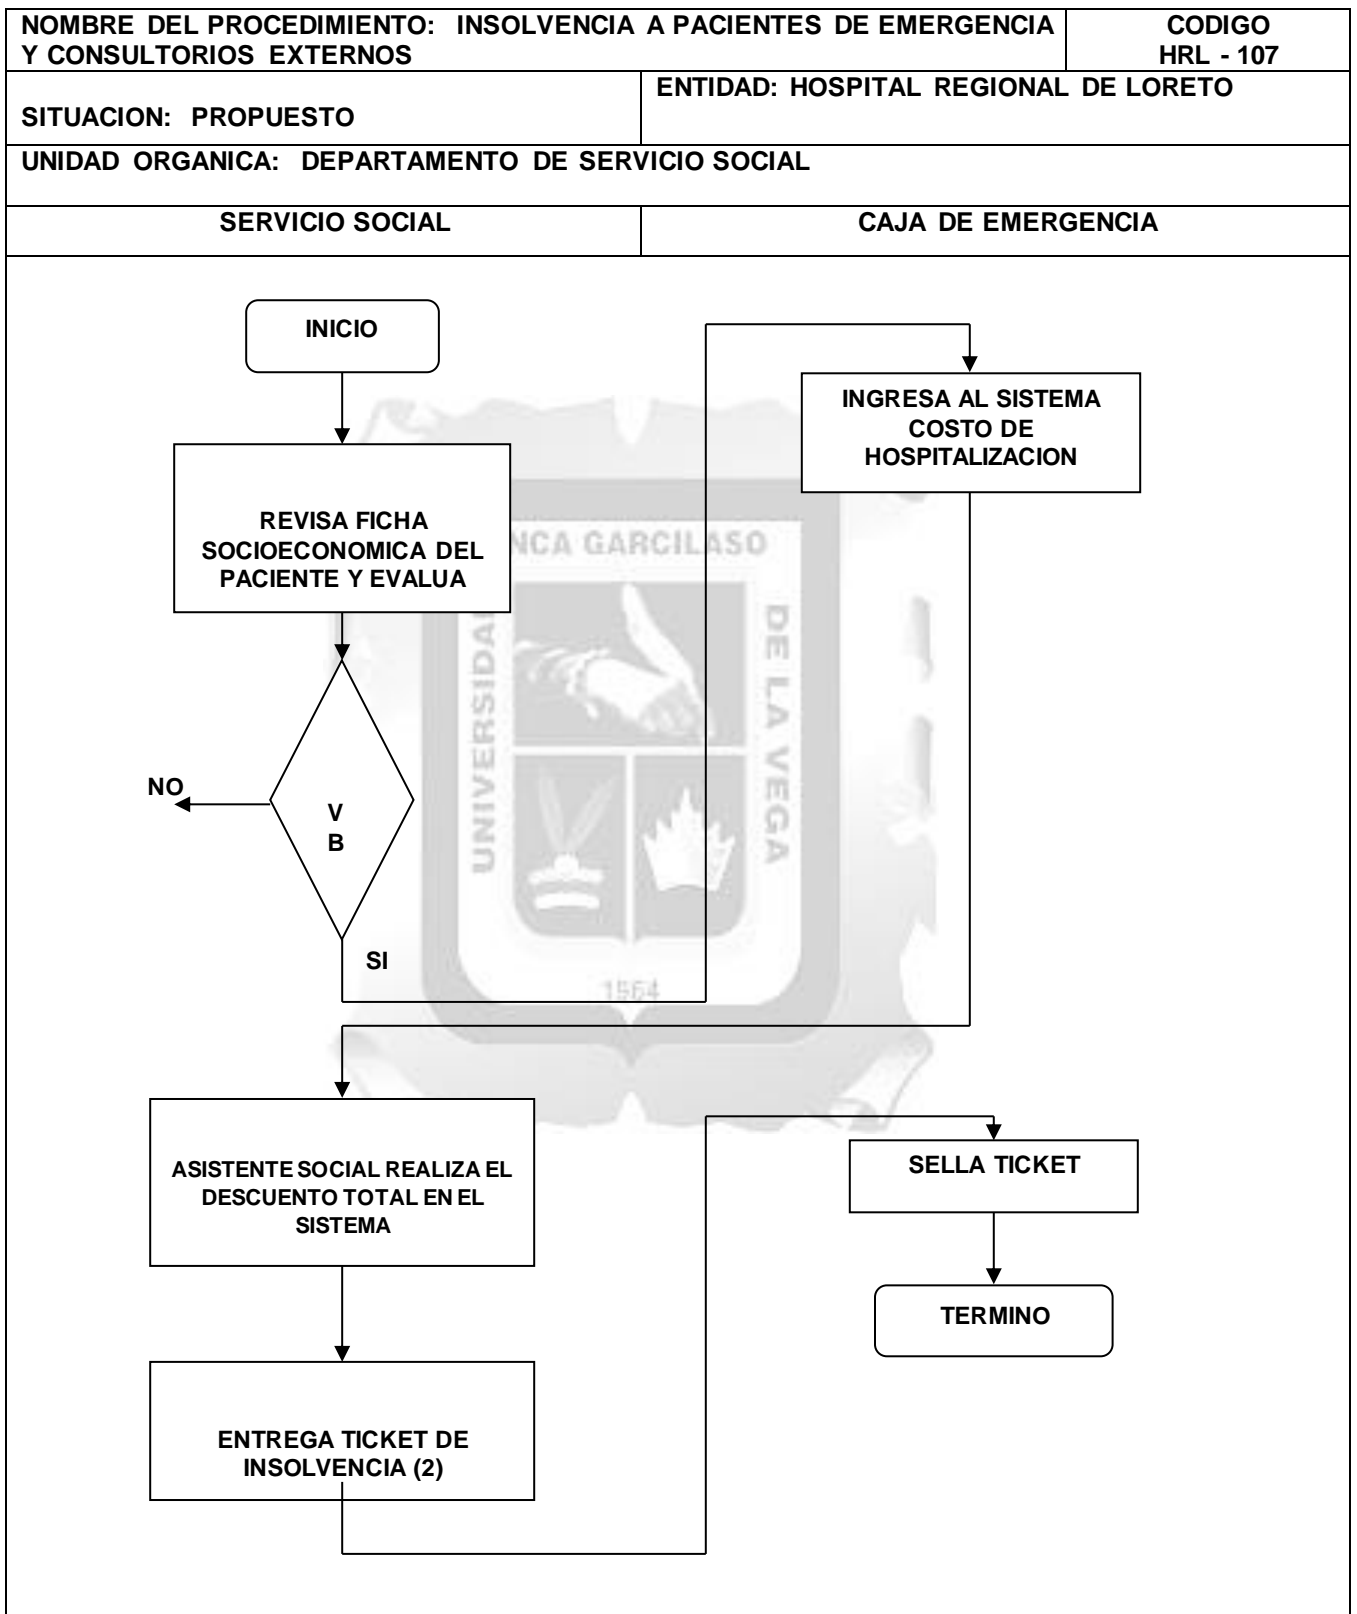 NOMBRE DEL PROCEDIMIENTO: INSOLVENCIA A PACIENTES DE EMERGENCIA
Y CONSULTORIOS EXTERNOS
CODIGO
HRL - 107
SITUACION: PROPUESTO
ENTIDAD: HOSPITAL REGIONAL DE LORETO
UNIDAD ORGANICA: DEPARTAMENTO DE SERVICIO SOCIAL
SERVICIO SOCIAL
CAJA DE EMERGENCIA
INICIO
INGRESA AL SISTEMA
COSTO DE
HOSPITALIZACION
REVISA FICHA
SOCIOECONOMICA DEL
PACIENTE Y EVALUA
NCA GARCILASO
UNIVERSIDAD
DE LA VEGA
1964
NO
V
B
SI
ASISTENTE SOCIAL REALIZA EL
DESCUENTO TOTAL EN EL
SISTEMA
SELLA TICKET
TERMINO
ENTREGA TICKET DE
INSOLVENCIA (2)